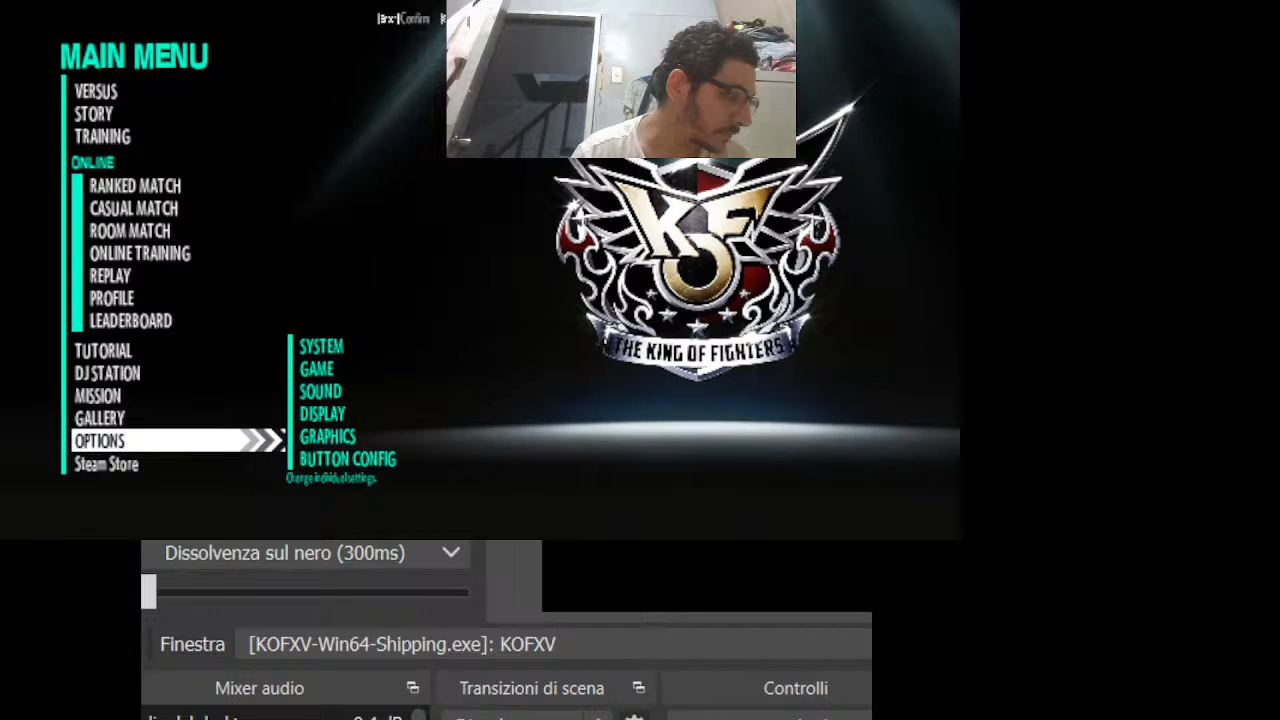 Confirm
MAIN MENU
VERSUS
STORY
TRAINING
ONLINE
RANKED MATCH
CASUAL MATCH
ROOM MATCH
ONLINE TRAINING
REPLAY
PROFILE
LEADERBOARD
TUTORIAL
DJ STATION
MISSION
GALLERY
OPTIONS
Steam Store
SYSTEM
GAME
SOUND
DISPLAY
GRAPHICS
BUTTON CONFIG
Change individual settings.
KOF
THE KING OF FIGHTERS
Dissolvenza sul nero (300ms)
Finestra
[KOFXV-Win64-Shipping.exe]: KOFXV
Mixer audio
Transizioni di scena
Controlli